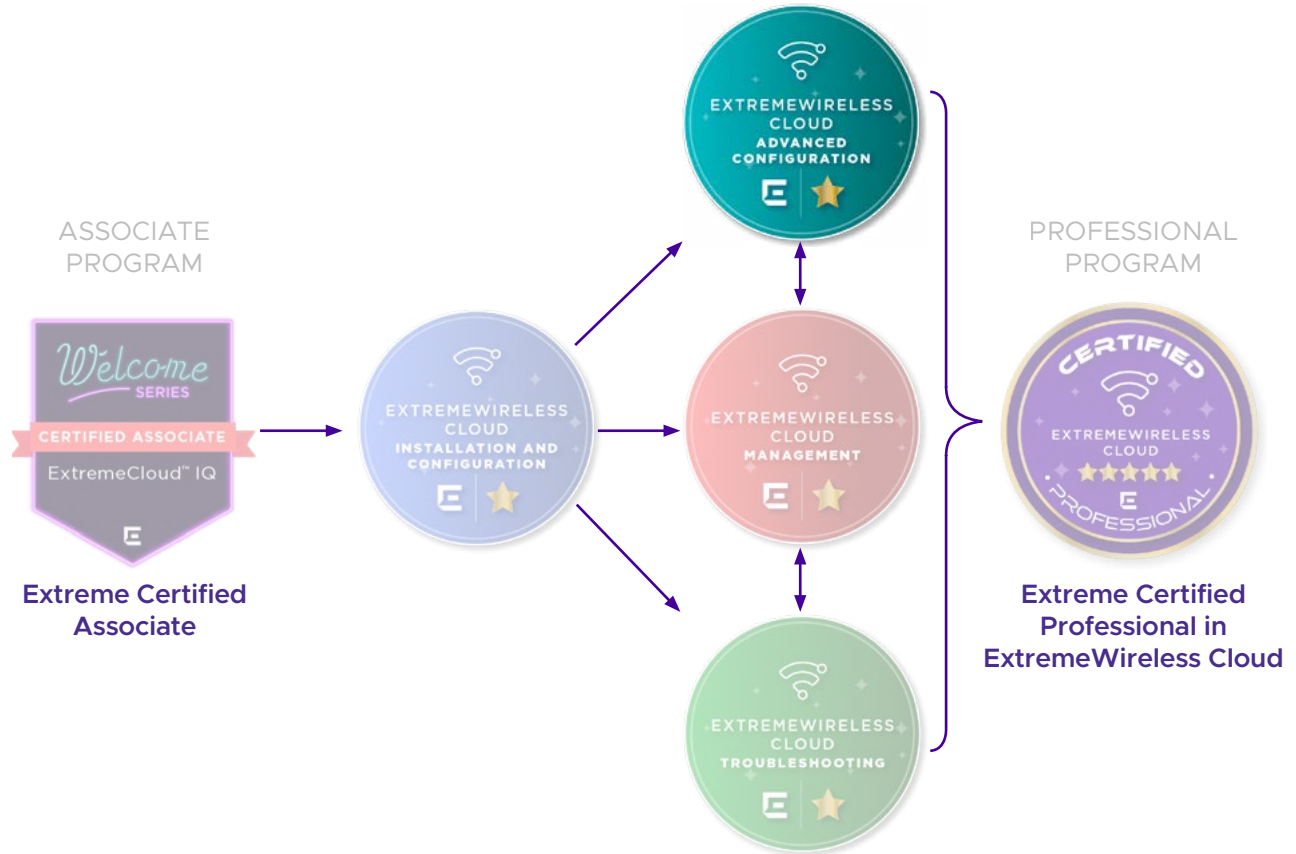 ASSOCIATE
PROGRAM
Welcome
SERIES
CERTIFIED ASSOCIATE
ExtremeCloud™ IQ
E
Extreme Certified
Associate
EXTREMEWIRELESS
CLOUD
INSTALLATION AND
CONFIGURATION
E
EXTREMEWIRELESS
CLOUD
ADVANCED
CONFIGURATION
E
EXTREMEWIRELESS
CLOUD
MANAGEMENT
E
EXTREMEWIRELESS
CLOUD
TROUBLESHOOTING
E
PROFESSIONAL
PROGRAM
CERTIFIED
EXTREMEWIRELESS
CLOUD
E
PROFESSIONAL
Extreme Certified
Professional in
ExtremeWireless Cloud